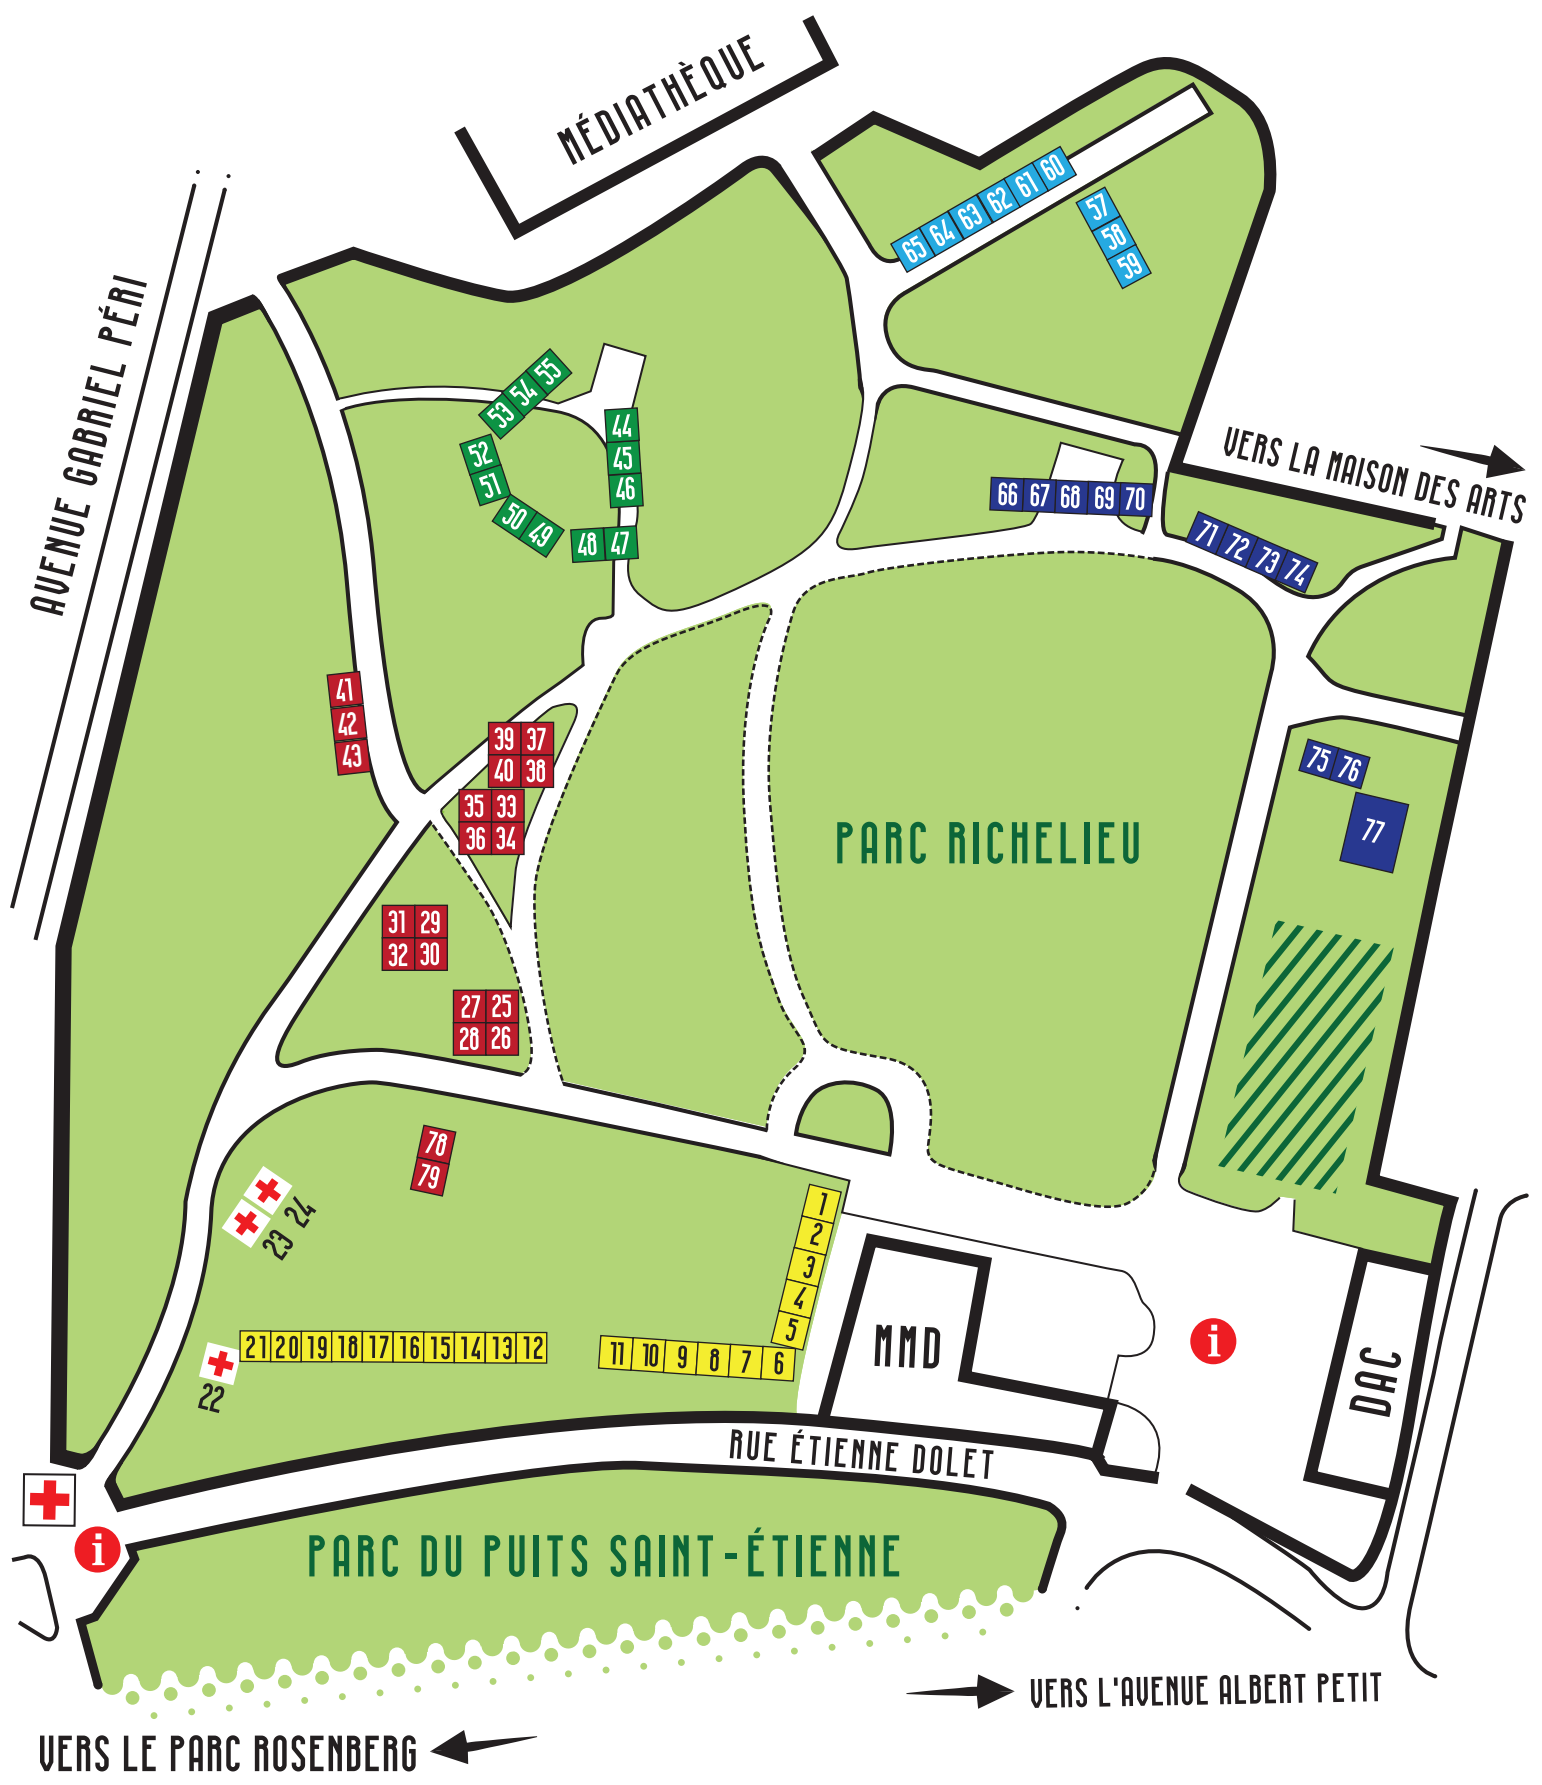 MÉDIATHÈQUE
60
61
62
63
64
65
57
58
59
AVENUE GABRIEL PÉRI
55
54
53
52
51
50
49
48
47
44
45
46
VERS LA MAISON DES ARTS
66 67 68 69 70
71 72 73 74
41
42
43
39 37
40 38
35 33
36 34
75 76
77
PARC RICHELIEU
31 29
32 30
27 25
28 26
78
79
24
23
1
2
3
4
5
21 20 19 18 17 16 15 14 13 12
11 10 9 8 7 6
22
MMD
i
DAC
RUE ÉTIENNE DOLET
i
PARC DU PUITS SAINT-ÉTIENNE
VERS L'AVENUE ALBERT PETIT
VERS LE PARC ROSENBERG